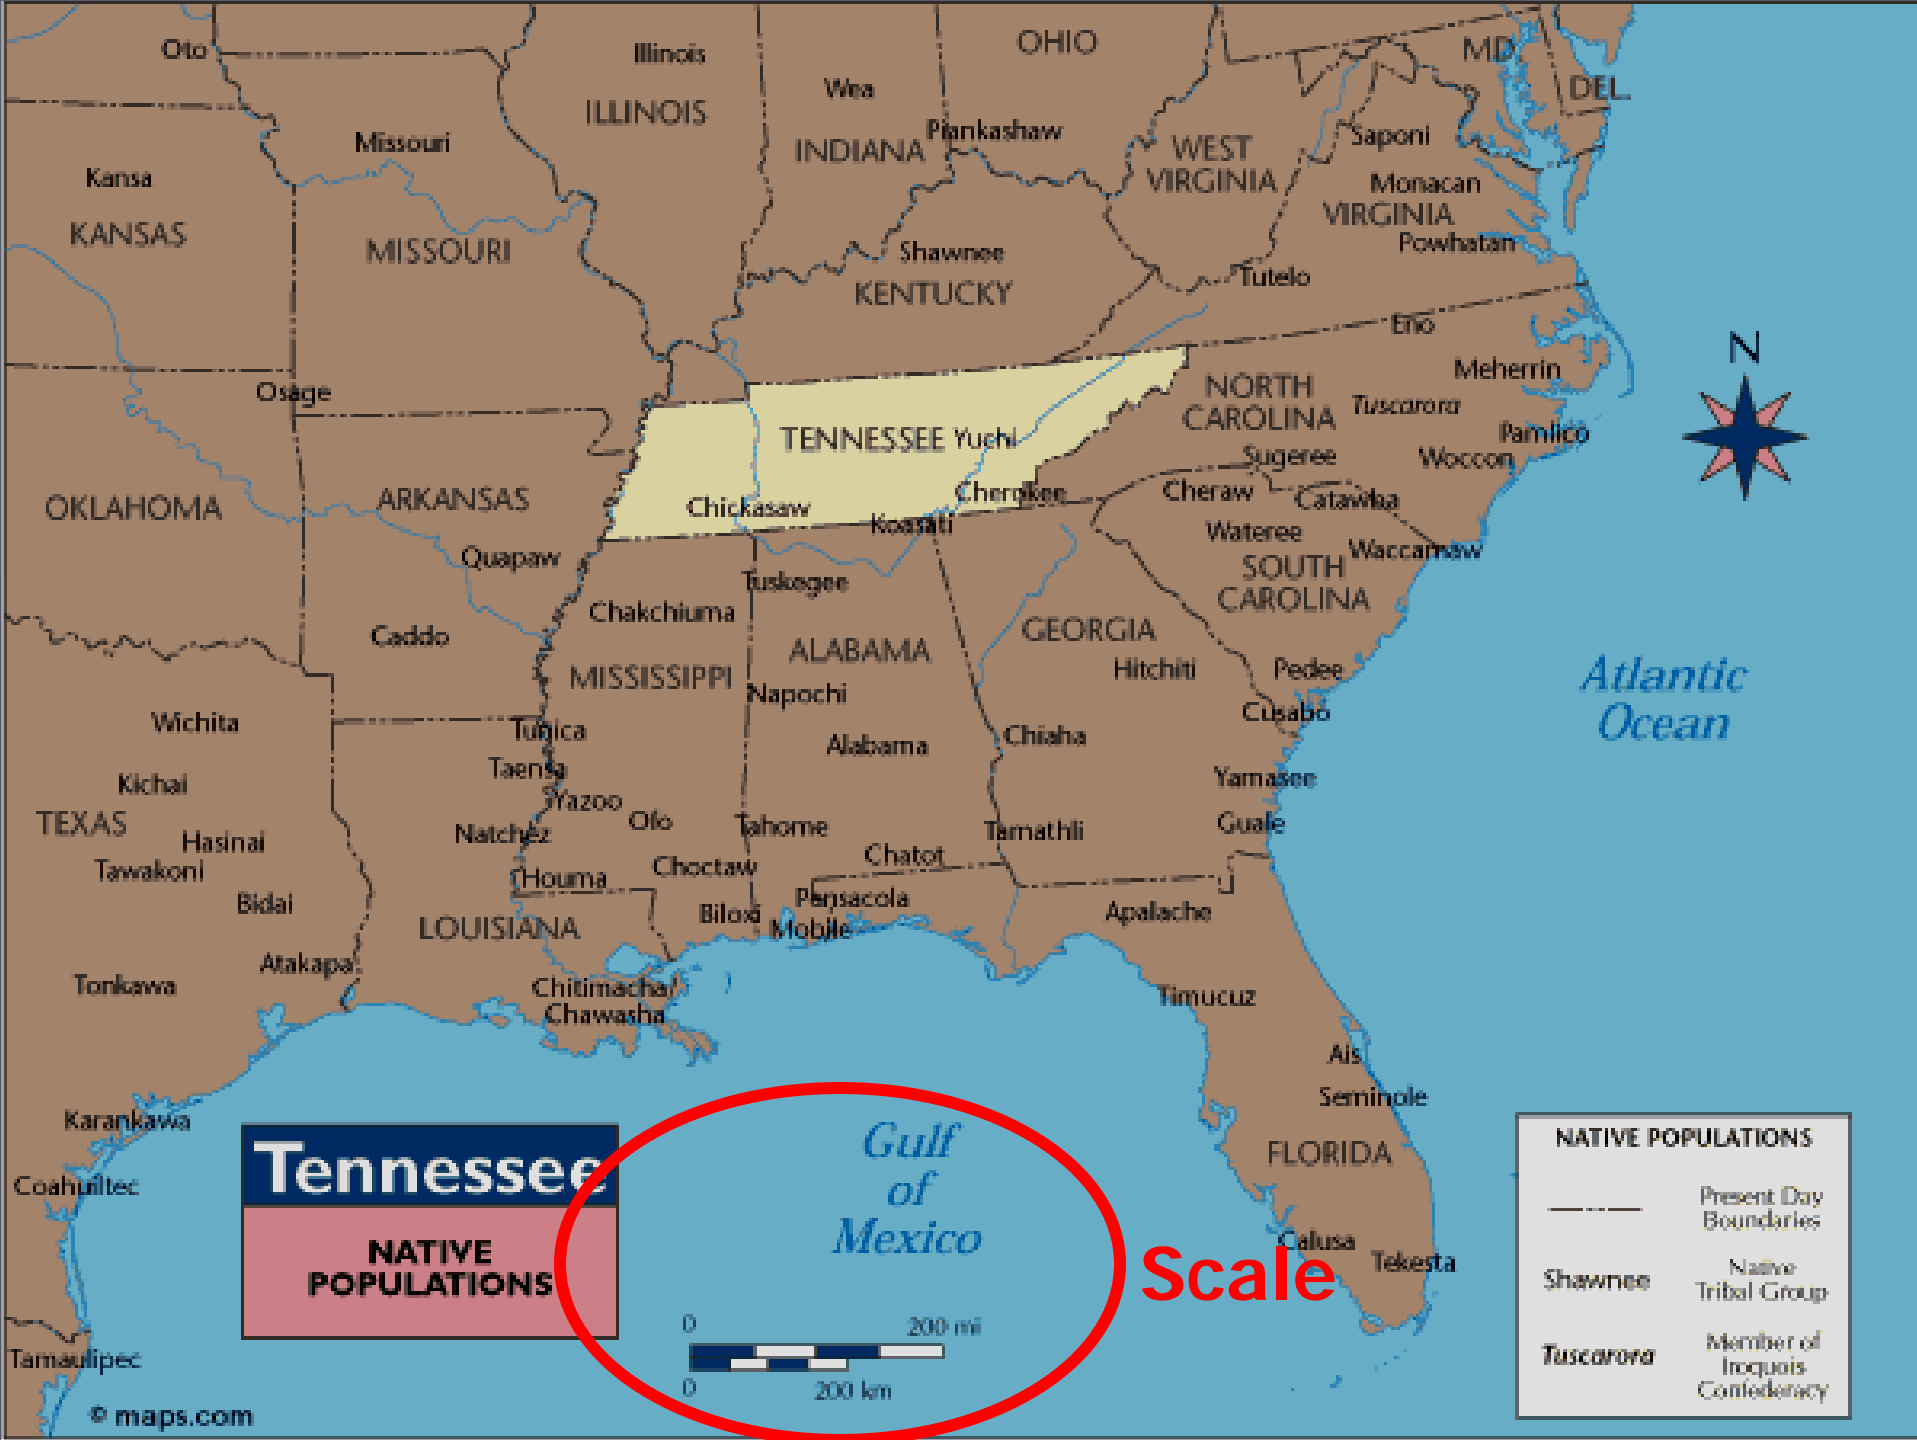 Oto
Illinois
OHIO
MD
Wea
DEL.
ILLINOIS
Missouri
Piankashaw
Saponi
INDIANA
WEST
VIRGINIA
Kansa
Monacan
VIRGINIA
KANSAS
MISSOURI
Shawnee
Powhatan
KENTUCKY
Tutelo
Eno
N
Osage
Meherrin
NORTH
CAROLINA
Tuscarora
TENNESSEE
Yuchi
Pamlico
Sugeree
Woccon
OKLAHOMA
ARKANSAS
Chickasaw
Cherokee
Cheraw
Catawka
Koasati
Wateree
Quapaw
Waccamaw
Tuskegee
SOUTH
CAROLINA
Chakchiuma
Caddo
ALABAMA
GEORGIA
MISSISSIPPI
Hitchiti
Pedee
Atlantic
Ocean
Napochi
Wichita
Tunica
Cusabo
Alabama
Chiaha
Taensa
Yamasee
Kichai
Yazoo
TEXAS
Ofo
Natchez
Tahome
Tamathli
Guale
Hasinai
Chatot
Tawakoni
Choctaw
Houma
Bidai
Pensacola
Biloxi
Mobile
Apalache
LOUISIANA
Atakapa
Tonkawa
Chitimacha/
Chawasha
Timucuz
Ais
Seminole
Karankawa
FLORIDA
Coahuiltec
Tennessee
NATIVE
POPULATIONS
Gulf
of
Mexico
Calusa
Tekesta
Scale
0 200 mi
0 200 km
Tamaulipec
© maps.com
NATIVE POPULATIONS
Present Day
Boundaries
Shawnee
Native
Tribal Group
Tuscarora
Member of
Iroquois
Confederacy